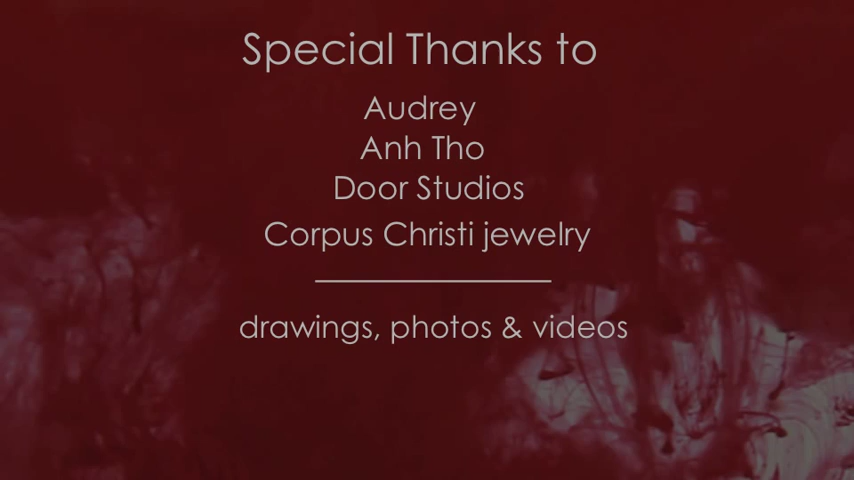 Special Thanks to
Audrey
Anh Tho
Door Studios
Corpus Christi jewelry
drawings, photos & videos